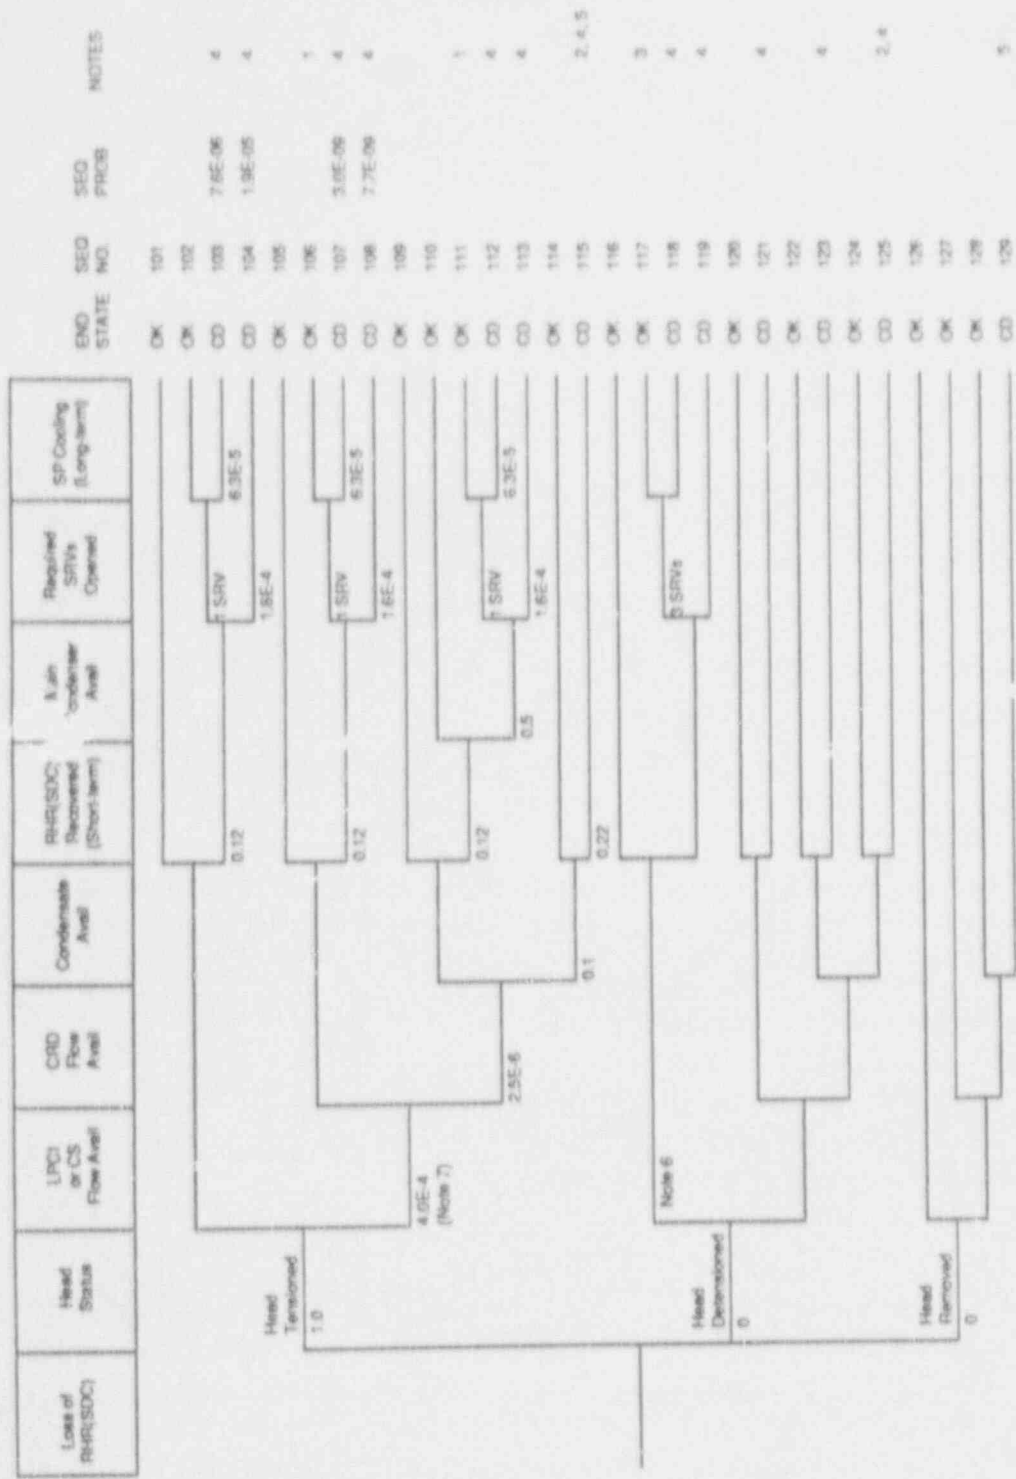 Loss of
RHR(SDC)
Head
Status
LPCI
or CS
Flow Avail
CRD
Flow
Avail
Condensate
Avail
RHR(SDC)
Recovered
(Short-term)
Main
Condenser
Avail
Required
SRVs
Opened
SP Cooling
(Long-term)
END
STATE
SEQ
NO.
SEQ
PROB
NOTES
OK 101
OK 102
CD 103 7.6E-06 4
CD 104 1.9E-05 4
OK 105
OK 106 1
CD 107 3.0E-09 4
CD 108 7.7E-09 4
OK 109
OK 110
OK 111 1
CD 112 4
CD 113 4
OK 114
CD 115 2, 4, 5
OK 116
OK 117 3
CD 118 4
CD 119 4
OK 120
CD 121 4
OK 122
CD 123 4
OK 124
CD 125 2, 4
OK 126
OK 127
OK 128
CD 129 5
Head
Tensioned
1.0
4.0E-4
(Note 7)
2.5E-6
0.1
0.12
0.12
0.12
0.22
0.5
1 SRV
1.6E-4
6.3E-5
1 SRV
1.6E-4
6.3E-5
1 SRV
1.6E-4
6.3E-5
Head
Detensioned
0
Note 6
3 SRVs
Head
Removed
0